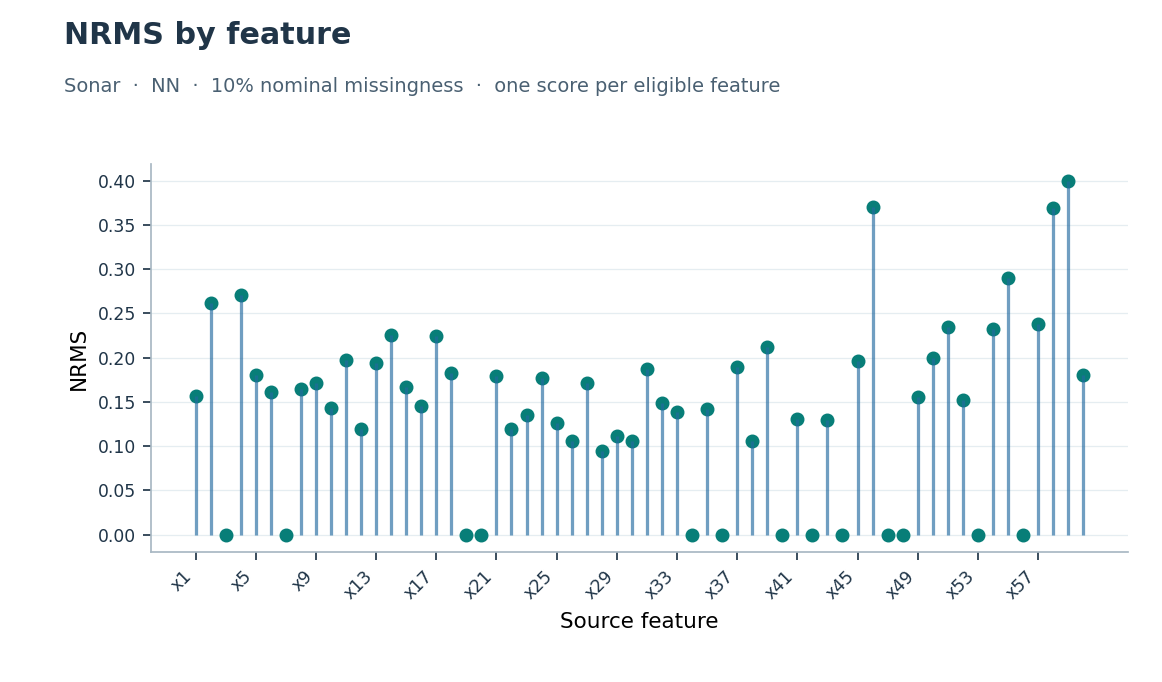 NRMS by feature
Sonar · NN · 10% nominal missingness · one score per eligible feature
NRMS
0.40
0.35
0.30
0.25
0.20
0.15
0.10
0.05
0.00
x1 x5 x9 x13 x17 x21 x25 x29 x33 x37 x41 x45 x49 x53 x57
Source feature